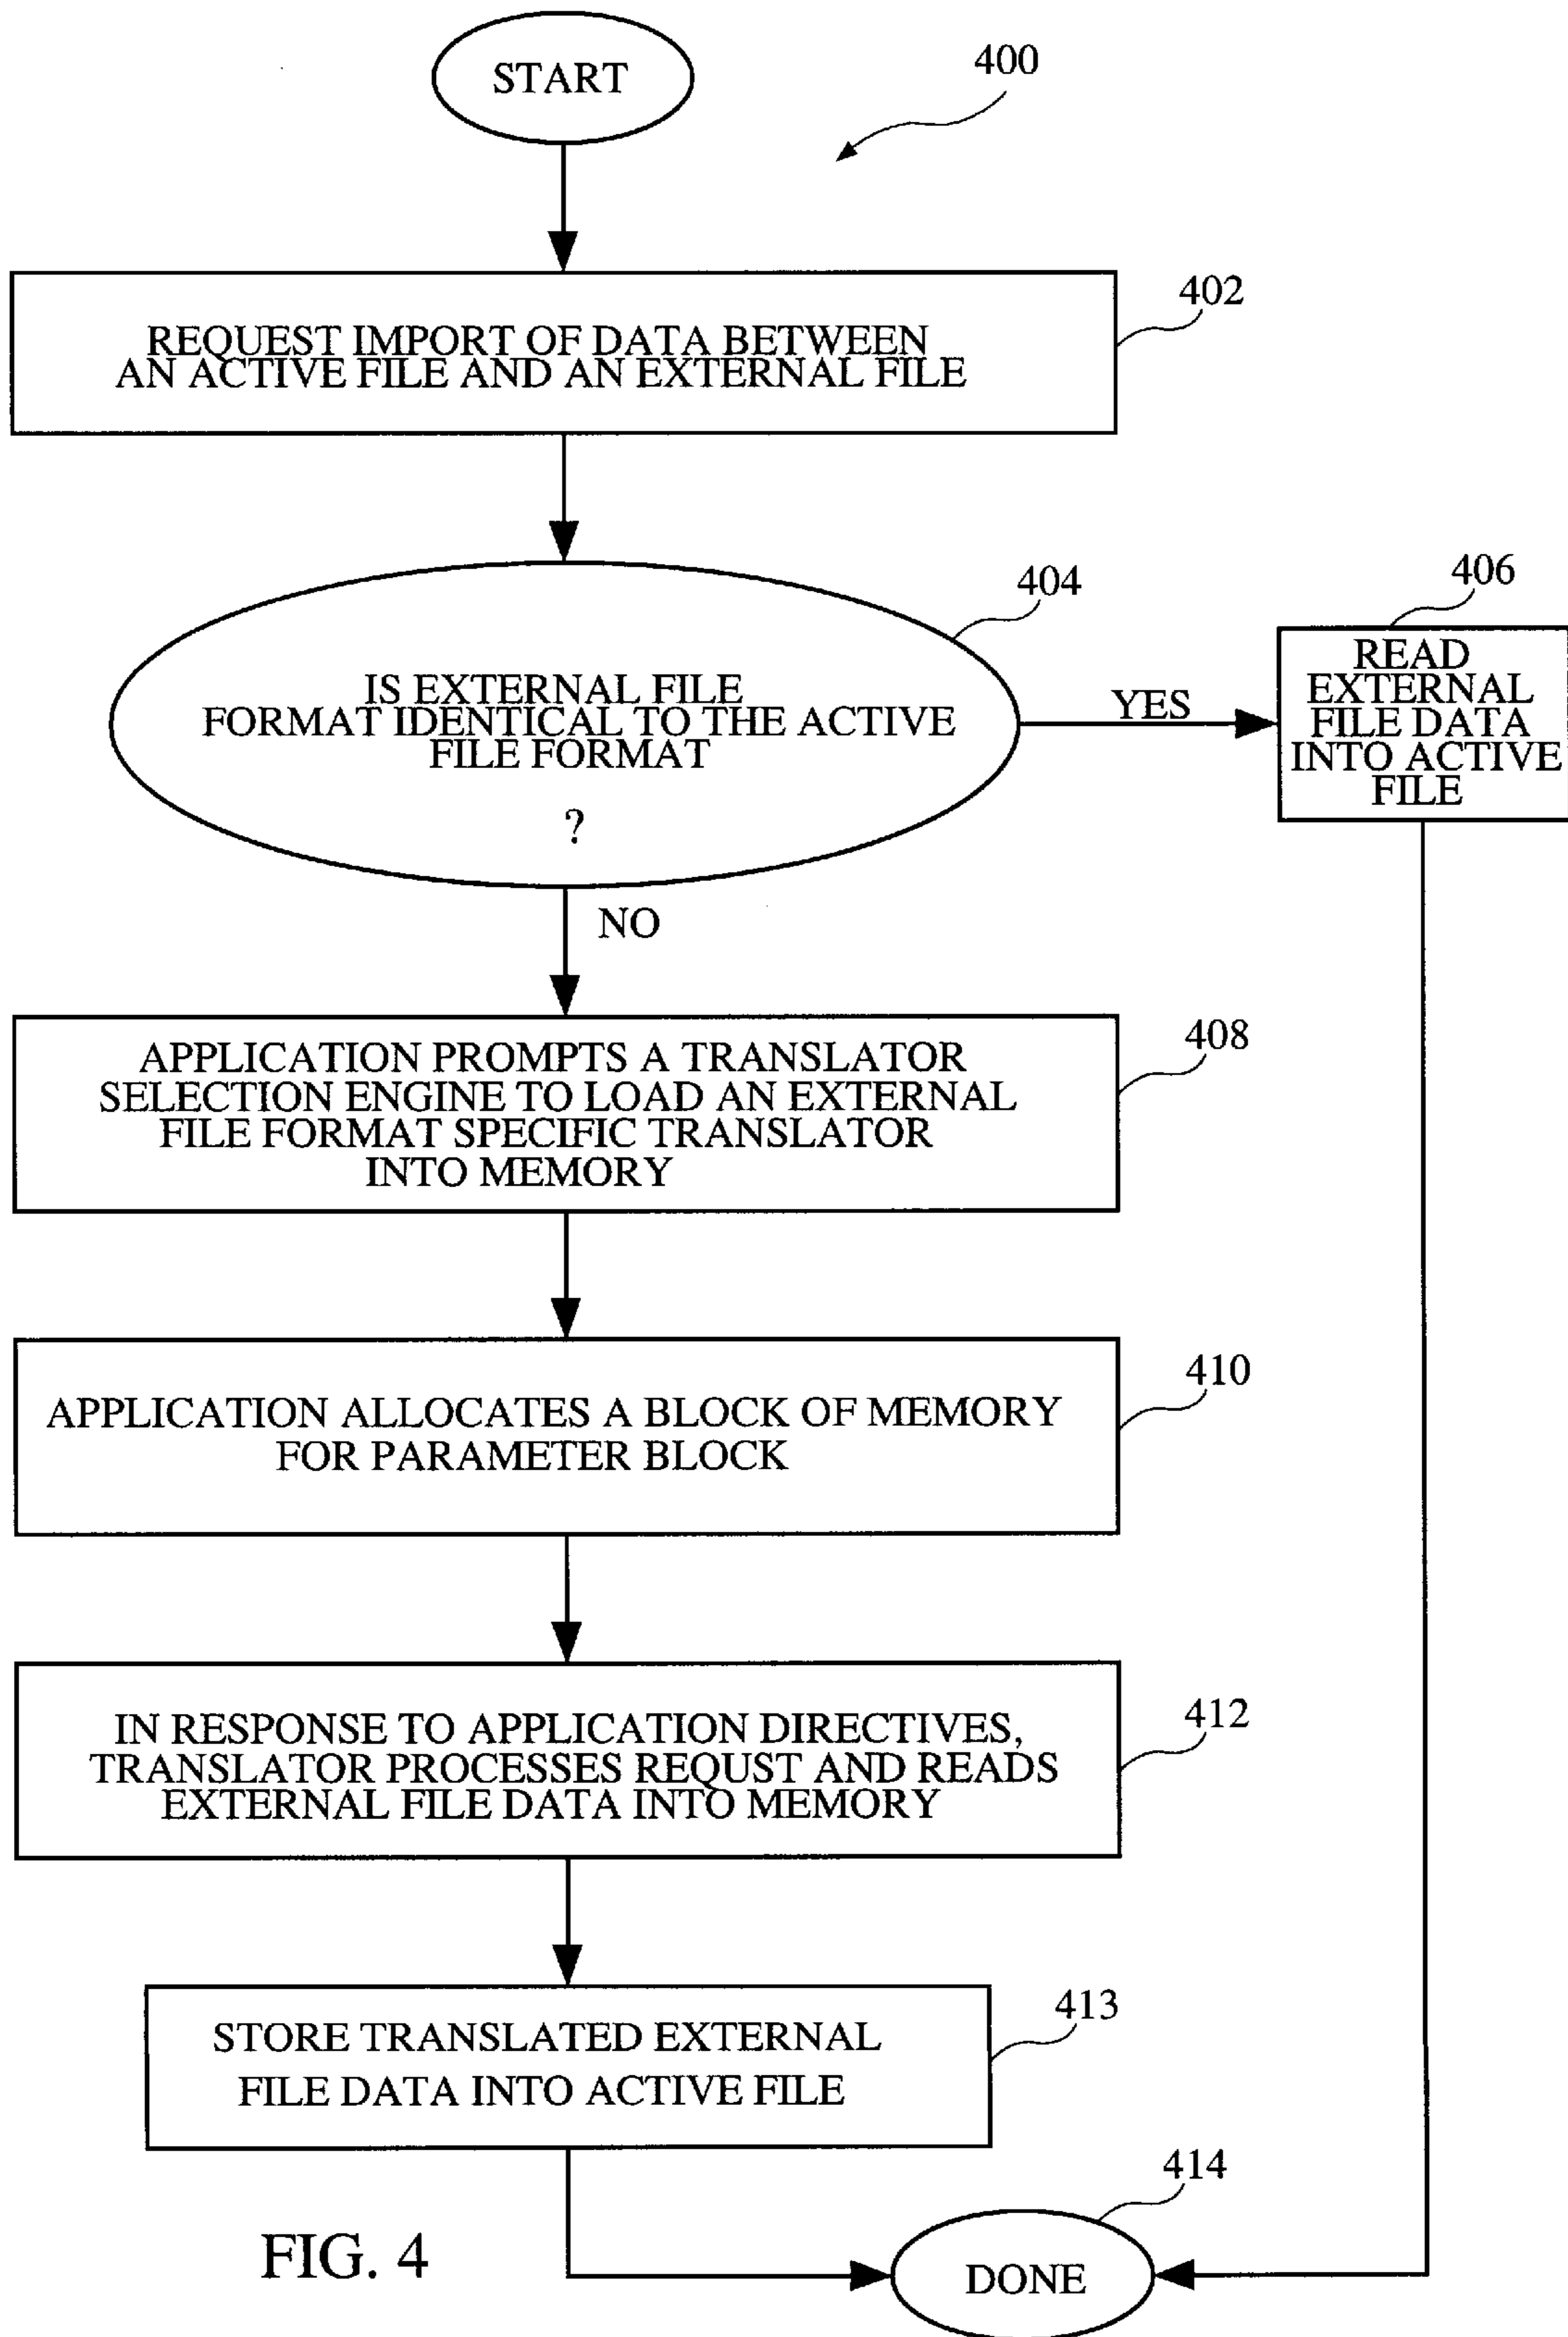 START
400
402
REQUEST IMPORT OF DATA BETWEEN
AN ACTIVE FILE AND AN EXTERNAL FILE
404
IS EXTERNAL FILE
FORMAT IDENTICAL TO THE ACTIVE
FILE FORMAT
?
YES
406
READ
EXTERNAL
FILE DATA
INTO ACTIVE
FILE
NO
408
APPLICATION PROMPTS A TRANSLATOR
SELECTION ENGINE TO LOAD AN EXTERNAL
FILE FORMAT SPECIFIC TRANSLATOR
INTO MEMORY
410
APPLICATION ALLOCATES A BLOCK OF MEMORY
FOR PARAMETER BLOCK
412
IN RESPONSE TO APPLICATION DIRECTIVES,
TRANSLATOR PROCESSES REQUST AND READS
EXTERNAL FILE DATA INTO MEMORY
413
STORE TRANSLATED EXTERNAL
FILE DATA INTO ACTIVE FILE
414
DONE
FIG. 4